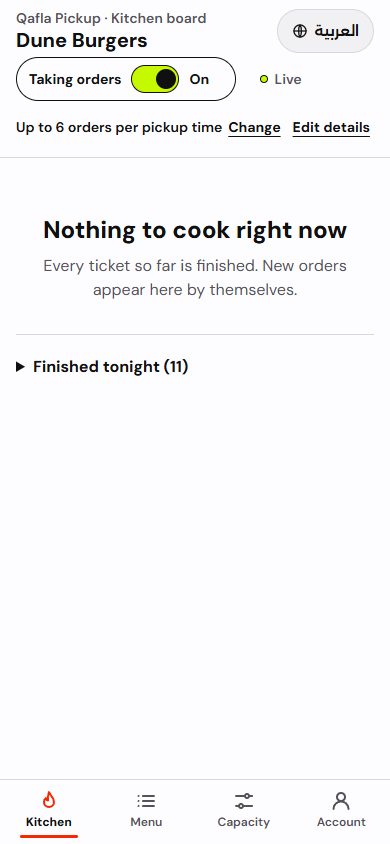 Qafla Pickup · Kitchen board
Dune Burgers
العربية
Taking orders On
Live
Up to 6 orders per pickup time Change Edit details
Nothing to cook right now
Every ticket so far is finished. New orders
appear here by themselves.
Finished tonight (11)
Kitchen
Menu
Capacity
Account